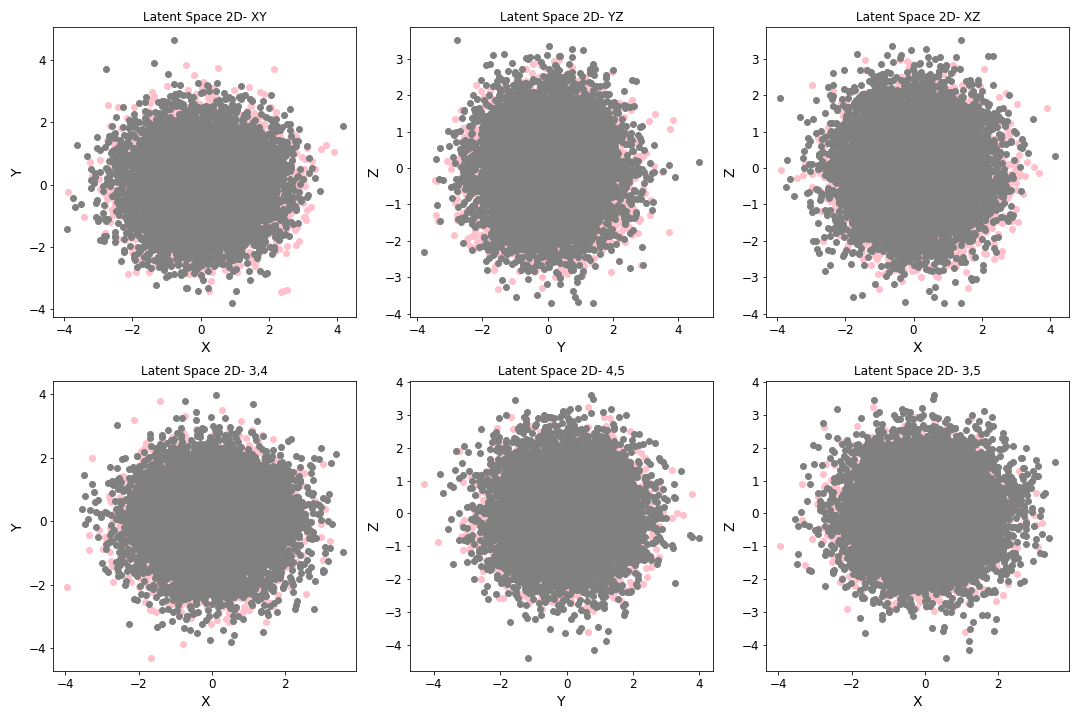 Latent Space 2D- XY
Y
4
2
0
−2
−4
−4 −2 0 2 4
X
Latent Space 2D- YZ
Z
3
2
1
0
−1
−2
−3
−4
−4 −2 0 2 4
Y
Latent Space 2D- XZ
Z
3
2
1
0
−1
−2
−3
−4
−4 −2 0 2 4
X
Latent Space 2D- 3,4
Y
4
2
0
−2
−4
−4 −2 0 2
X
Latent Space 2D- 4,5
Z
4
3
2
1
0
−1
−2
−3
−4
−4 −2 0 2 4
Y
Latent Space 2D- 3,5
Z
4
3
2
1
0
−1
−2
−3
−4
−4 −2 0 2
X